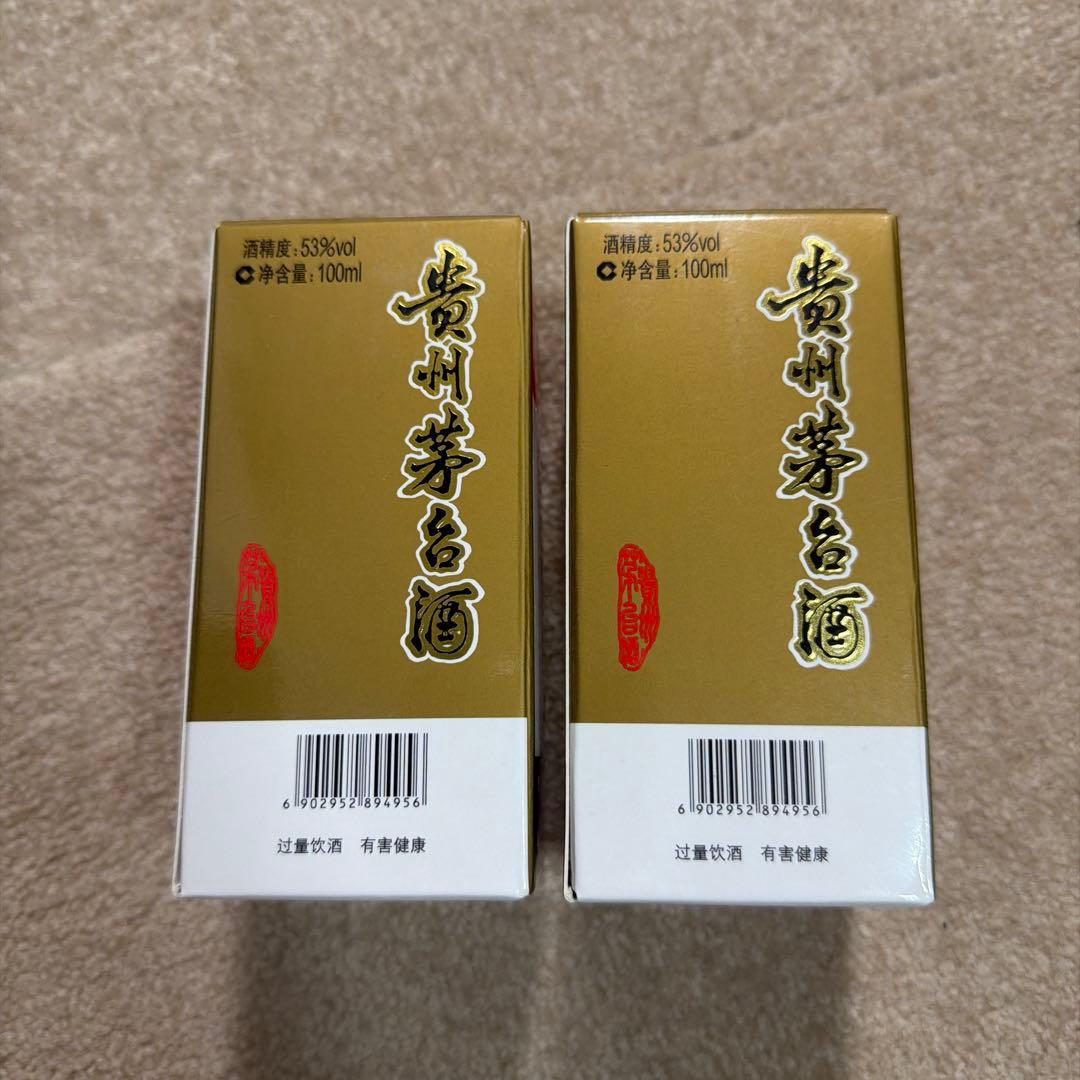 酒精度：53%vol
净含量：100ml
贵州茅台酒
6 902952 894956
过量饮酒 有害健康
酒精度：53%vol
净含量：100ml
贵州茅台酒
6 902952 894956
过量饮酒 有害健康